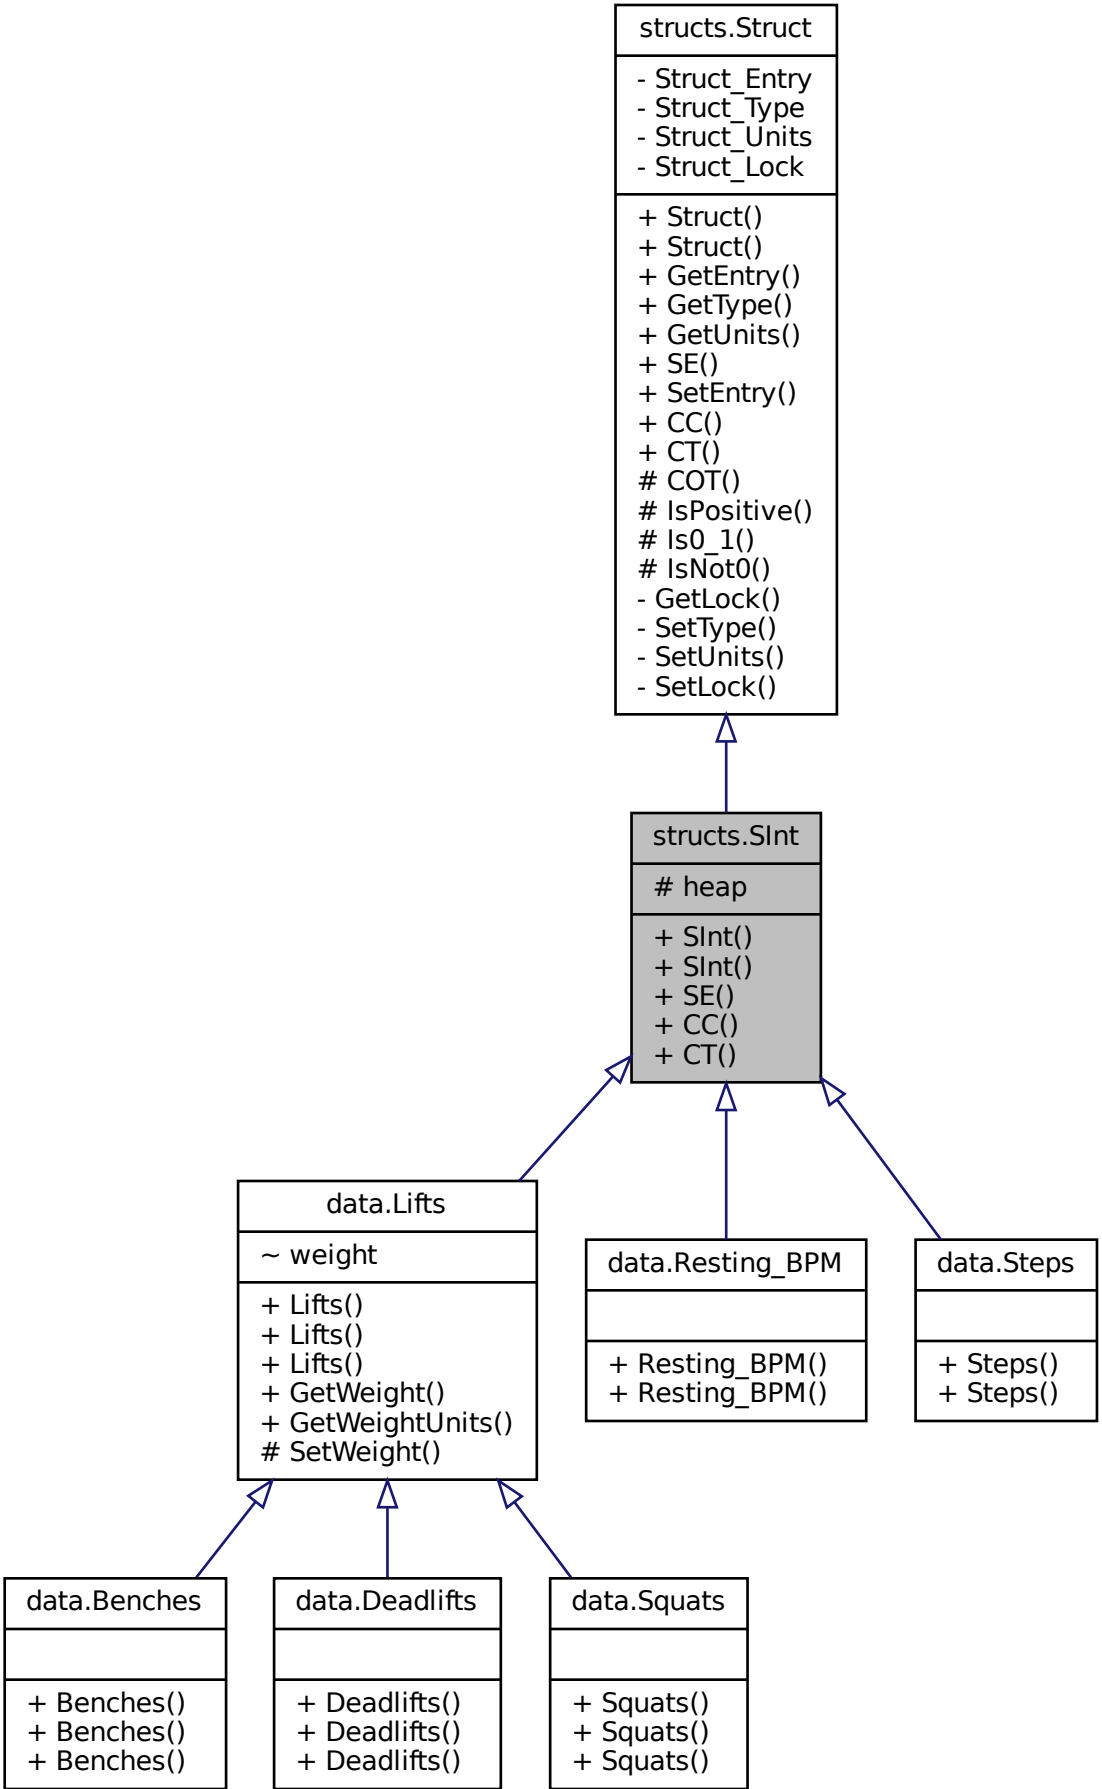 structs.Struct
- Struct_Entry
- Struct_Type
- Struct_Units
- Struct_Lock
+ Struct()
+ Struct()
+ GetEntry()
+ GetType()
+ GetUnits()
+ SE()
+ SetEntry()
+ CC()
+ CT()
# COT()
# IsPositive()
# Is0_1()
# IsNot0()
- GetLock()
- SetType()
- SetUnits()
- SetLock()
structs.SInt
# heap
+ SInt()
+ SInt()
+ SE()
+ CC()
+ CT()
data.Lifts
~ weight
+ Lifts()
+ Lifts()
+ Lifts()
+ GetWeight()
+ GetWeightUnits()
# SetWeight()
data.Resting_BPM
+ Resting_BPM()
+ Resting_BPM()
data.Steps
+ Steps()
+ Steps()
data.Benches
+ Benches()
+ Benches()
+ Benches()
data.Deadlifts
+ Deadlifts()
+ Deadlifts()
+ Deadlifts()
data.Squats
+ Squats()
+ Squats()
+ Squats()